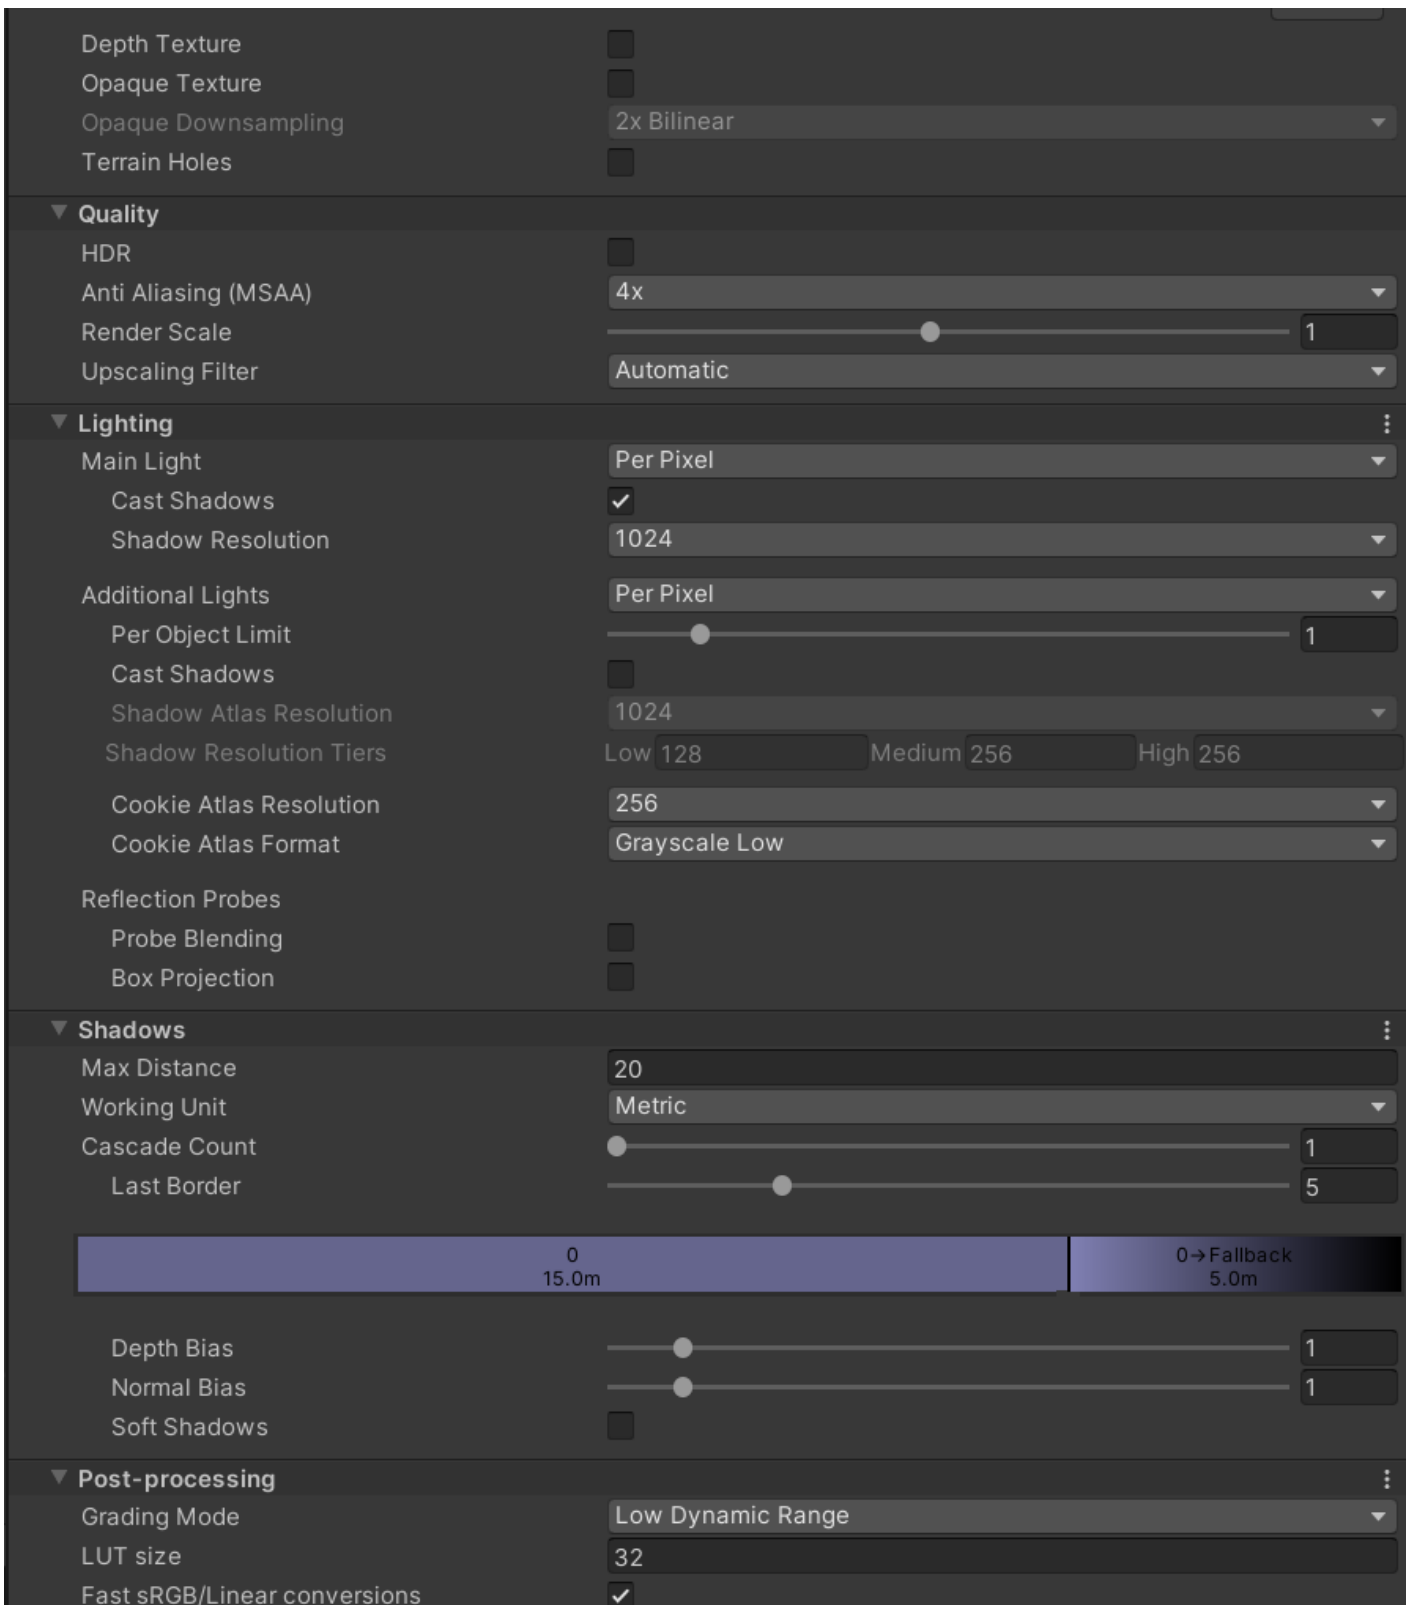 Depth Texture
Opaque Texture
Opaque Downsampling 2x Bilinear
Terrain Holes
Quality
HDR
Anti Aliasing (MSAA) 4x
Render Scale 1
Upscaling Filter Automatic
Lighting
Main Light Per Pixel
Cast Shadows
Shadow Resolution 1024
Additional Lights Per Pixel
Per Object Limit 1
Cast Shadows
Shadow Atlas Resolution 1024
Shadow Resolution Tiers Low 128 Medium 256 High 256
Cookie Atlas Resolution 256
Cookie Atlas Format Grayscale Low
Reflection Probes
Probe Blending
Box Projection
Shadows
Max Distance 20
Working Unit Metric
Cascade Count 1
Last Border 5
0 0→Fallback
15.0m 5.0m
Depth Bias 1
Normal Bias 1
Soft Shadows
Post-processing
Grading Mode Low Dynamic Range
LUT size 32
Fast sRGB/Linear conversions